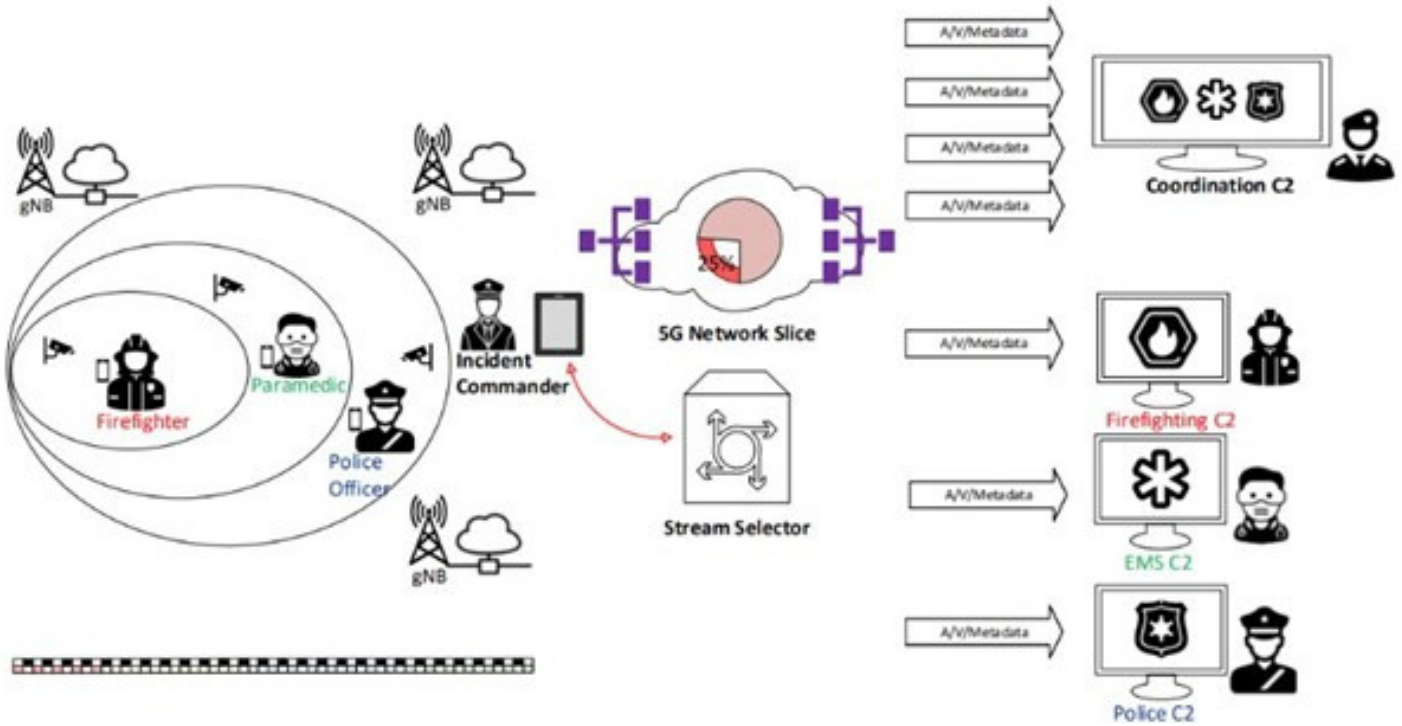 A/V/Metadata
A/V/Metadata
A/V/Metadata
A/V/Metadata
Coordination C2
gNB
gNB
25%
5G Network Slice
Incident
Commander
Paramedic
Firefighter
Police
Officer
gNB
Stream Selector
A/V/Metadata
Firefighting C2
A/V/Metadata
EMS C2
A/V/Metadata
Police C2